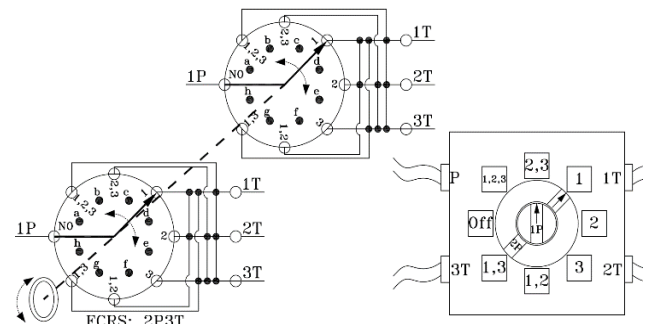 2,3
1
1T
b
c
1,2,3
a
d
1P
NO
2
2T
h
e
g
f
1,3
3
3T
1,2
2,3
1
1T
b
c
1,2,3
a
d
1P
NO
2
2T
h
e
g
f
1,3
3
3T
1,2
FCRS: 2P3T
P
1,2,3
2,3
1
1T
Off
1P
2
2H
3T
1,3
1,2
3
2T